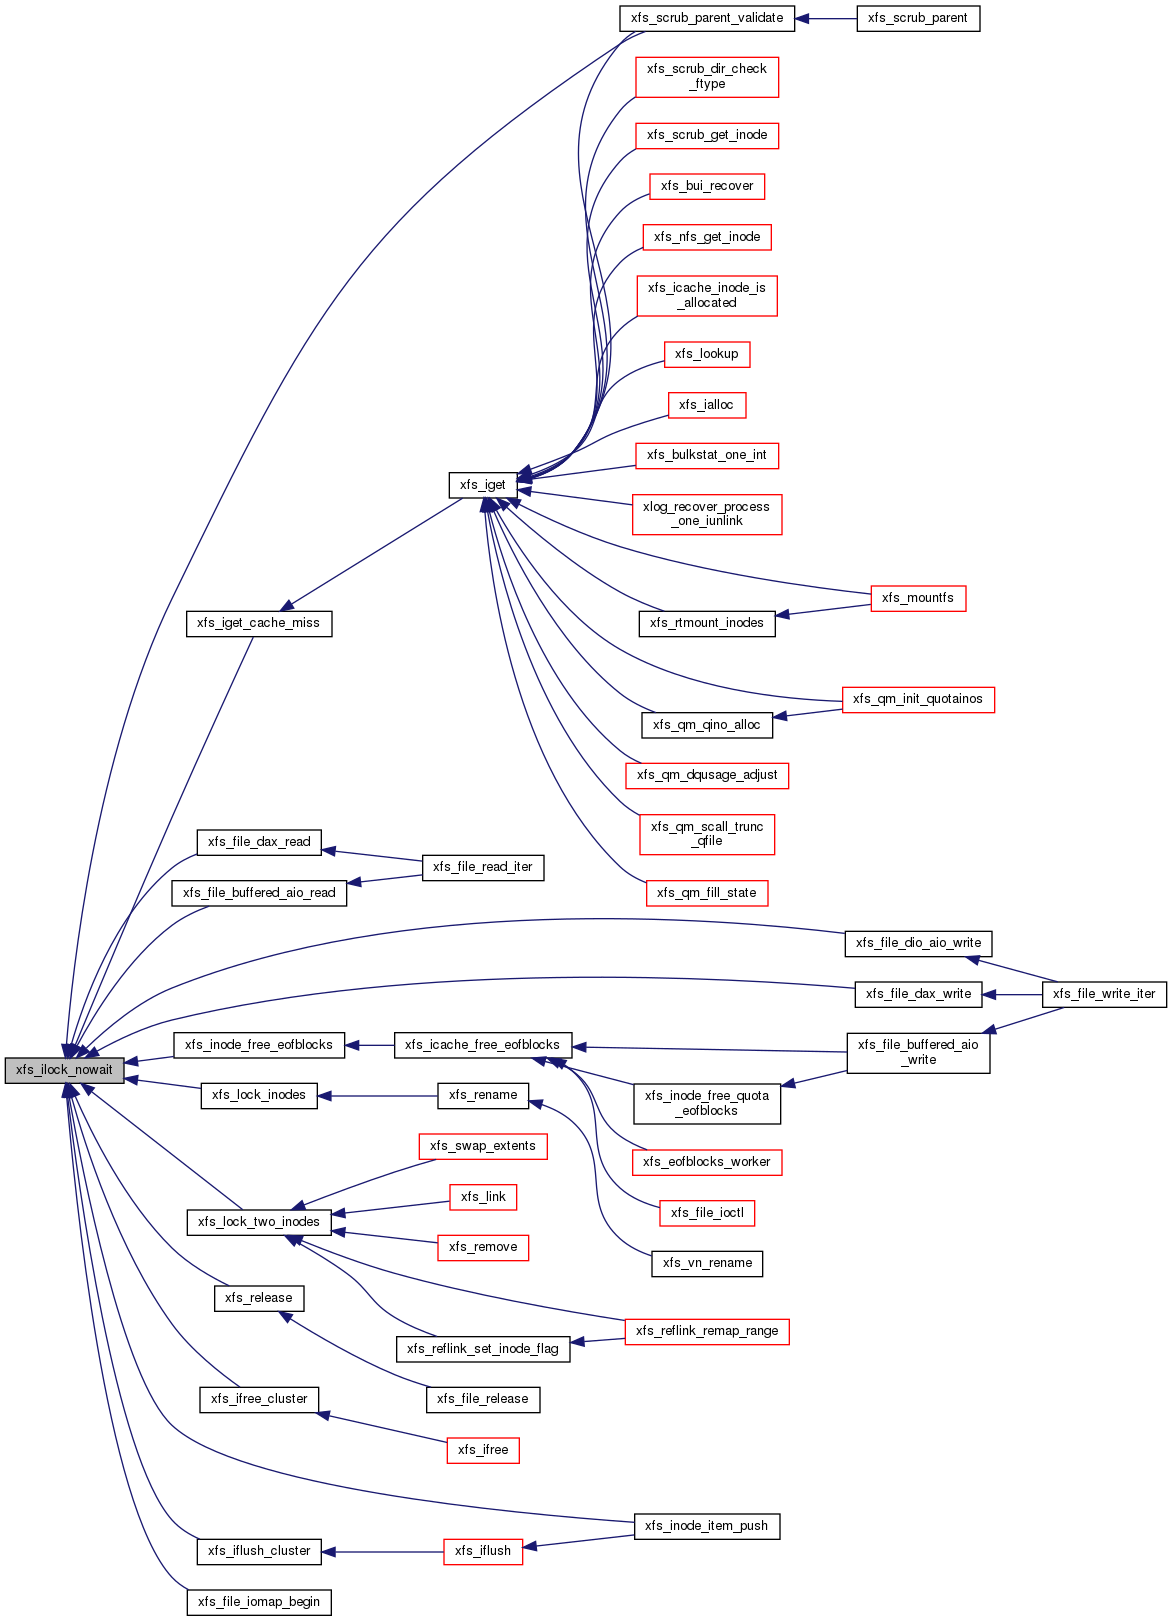 xfs_scrub_parent_validate
xfs_scrub_parent
xfs_scrub_dir_check
_ftype
xfs_scrub_get_inode
xfs_bui_recover
xfs_nfs_get_inode
xfs_icache_inode_is
_allocated
xfs_lookup
xfs_ialloc
xfs_bulkstat_one_int
xfs_iget
xlog_recover_process
_one_iunlink
xfs_mountfs
xfs_iget_cache_miss
xfs_rtmount_inodes
xfs_qm_init_quotainos
xfs_qm_qino_alloc
xfs_qm_dqusage_adjust
xfs_qm_scall_trunc
_qfile
xfs_file_dax_read
xfs_file_read_iter
xfs_file_buffered_aio_read
xfs_qm_fill_state
xfs_file_dio_aio_write
xfs_file_dax_write
xfs_file_write_iter
xfs_inode_free_eofblocks
xfs_icache_free_eofblocks
xfs_file_buffered_aio
_write
xfs_ilock_nowait
xfs_lock_inodes
xfs_rename
xfs_inode_free_quota
_eofblocks
xfs_swap_extents
xfs_eofblocks_worker
xfs_link
xfs_file_ioctl
xfs_lock_two_inodes
xfs_remove
xfs_vn_rename
xfs_release
xfs_reflink_remap_range
xfs_reflink_set_inode_flag
xfs_ifree_cluster
xfs_file_release
xfs_ifree
xfs_inode_item_push
xfs_iflush_cluster
xfs_iflush
xfs_file_iomap_begin